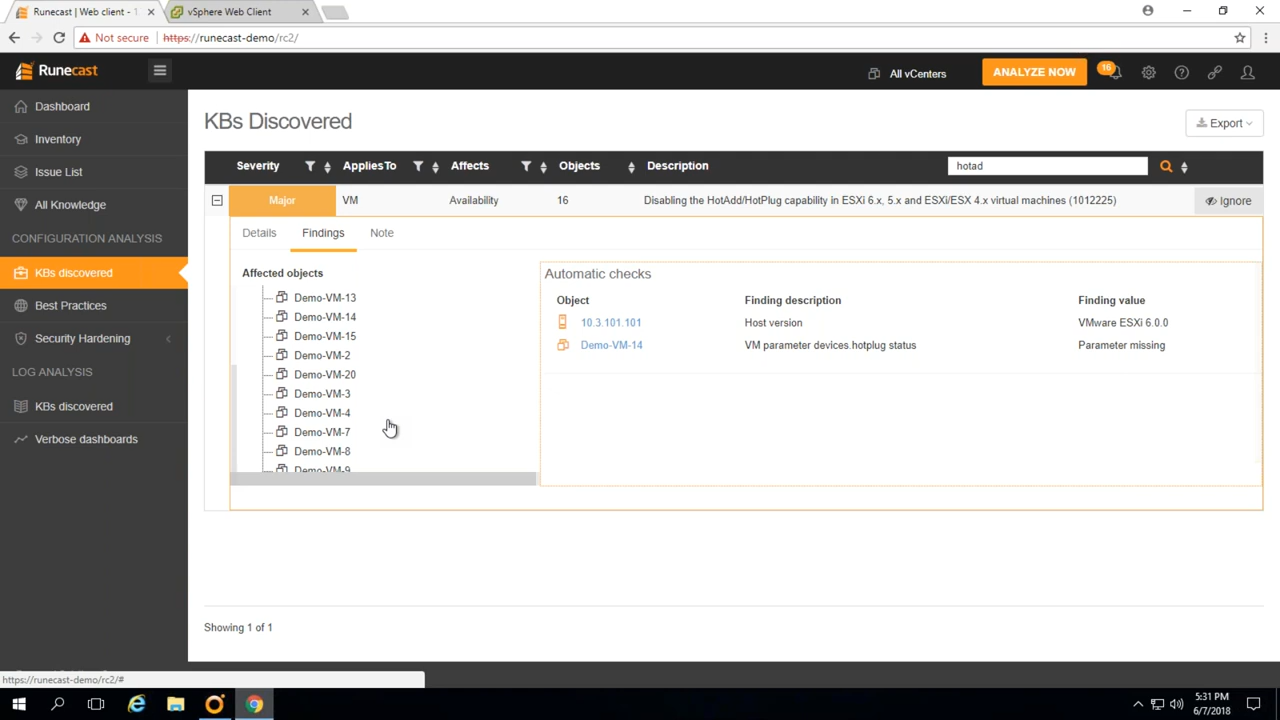 Runecast | Web client - 1
vSphere Web Client
Not secure | https://runecast-demo/rc2/
Runecast
All vCenters
ANALYZE NOW
16
Dashboard
Inventory
Issue List
All Knowledge
CONFIGURATION ANALYSIS
KBs discovered
Best Practices
Security Hardening
LOG ANALYSIS
KBs discovered
Verbose dashboards
KBs Discovered
Export
Severity AppliesTo Affects Objects Description hotad
Major VM Availability 16 Disabling the HotAdd/HotPlug capability in ESXi 6.x, 5.x and ESXi/ESX 4.x virtual machines (1012225) Ignore
Details Findings Note
Affected objects
Demo-VM-13
Demo-VM-14
Demo-VM-15
Demo-VM-2
Demo-VM-20
Demo-VM-3
Demo-VM-4
Demo-VM-7
Demo-VM-8
Demo-VM-9
Automatic checks
Object Finding description Finding value
10.3.101.101 Host version VMware ESXi 6.0.0
Demo-VM-14 VM parameter devices.hotplug status Parameter missing
Showing 1 of 1
https://runecast-demo/rc2/#
5:31 PM
6/7/2018